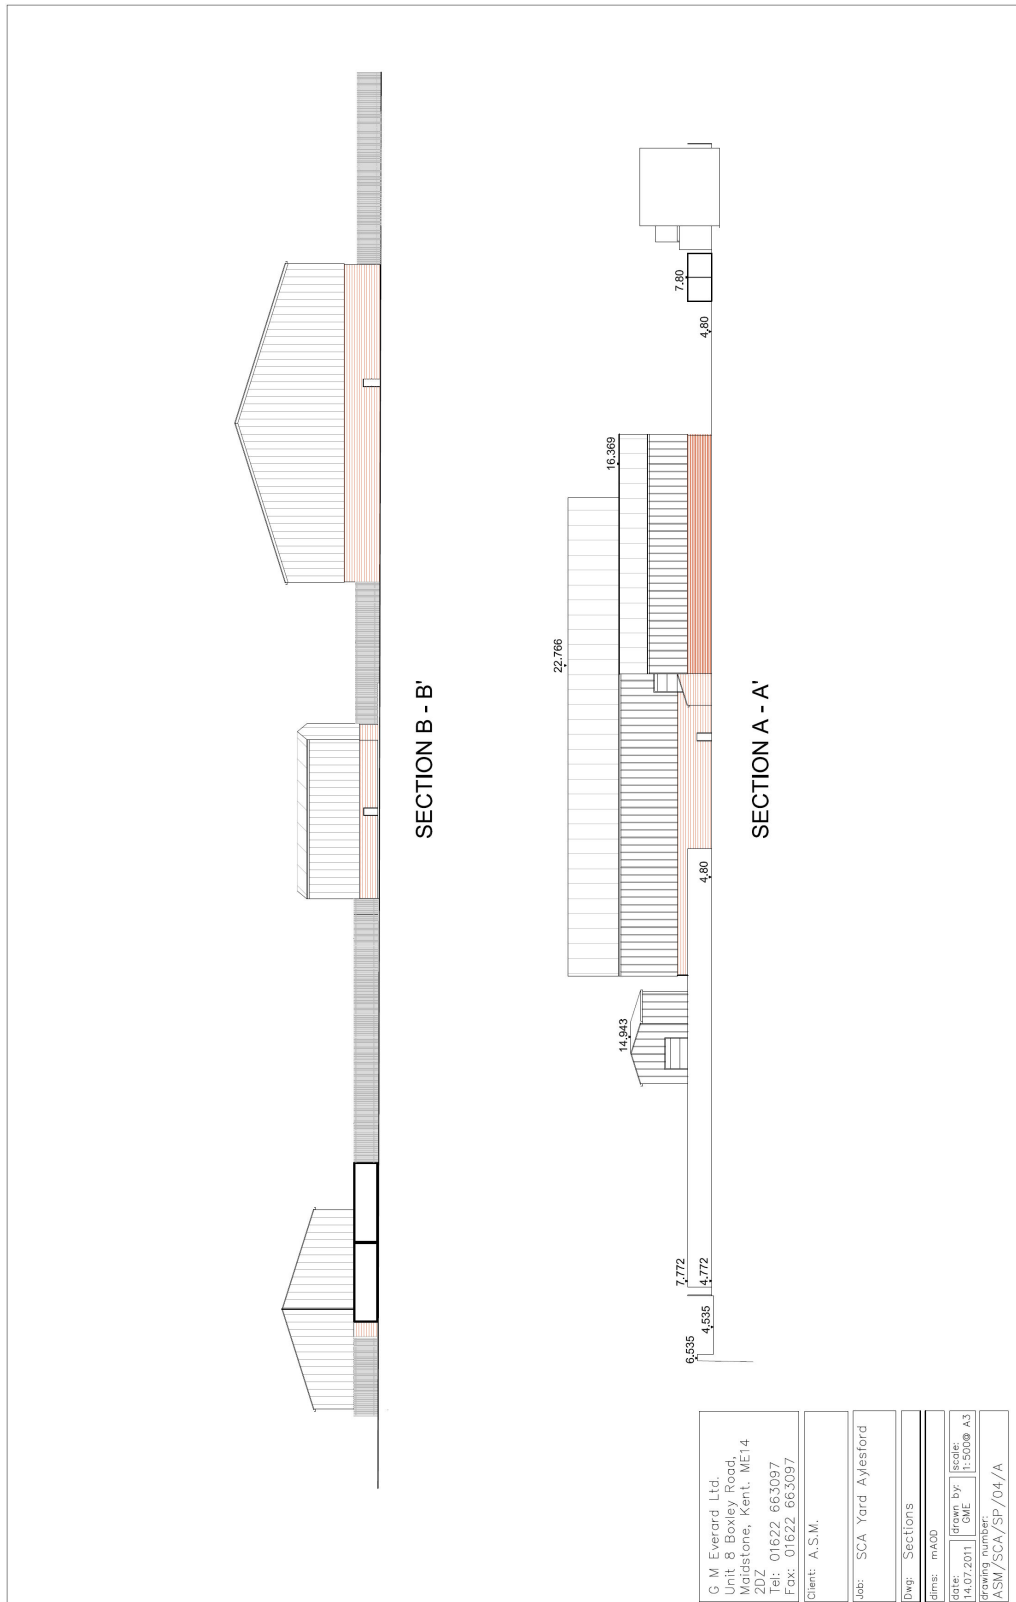 SECTION B - B'
6.535
4.535
7.772
4.772
14.943
4.80
22.766
16.369
4.80
7.80
SECTION A - A'
G M Everard Ltd.
Unit 8 Boxley Road,
Maidstone, Kent. ME14
2DZ
Tel: 01622 663097
Fax: 01622 663097
Client: A.S.M.
Job: SCA Yard Aylesford
Dwg: Sections
dims: mAOD
date: drawn by: scale:
14.07.2011 GME 1:500@ A3
drawing number:
ASM/SCA/SP/04/A